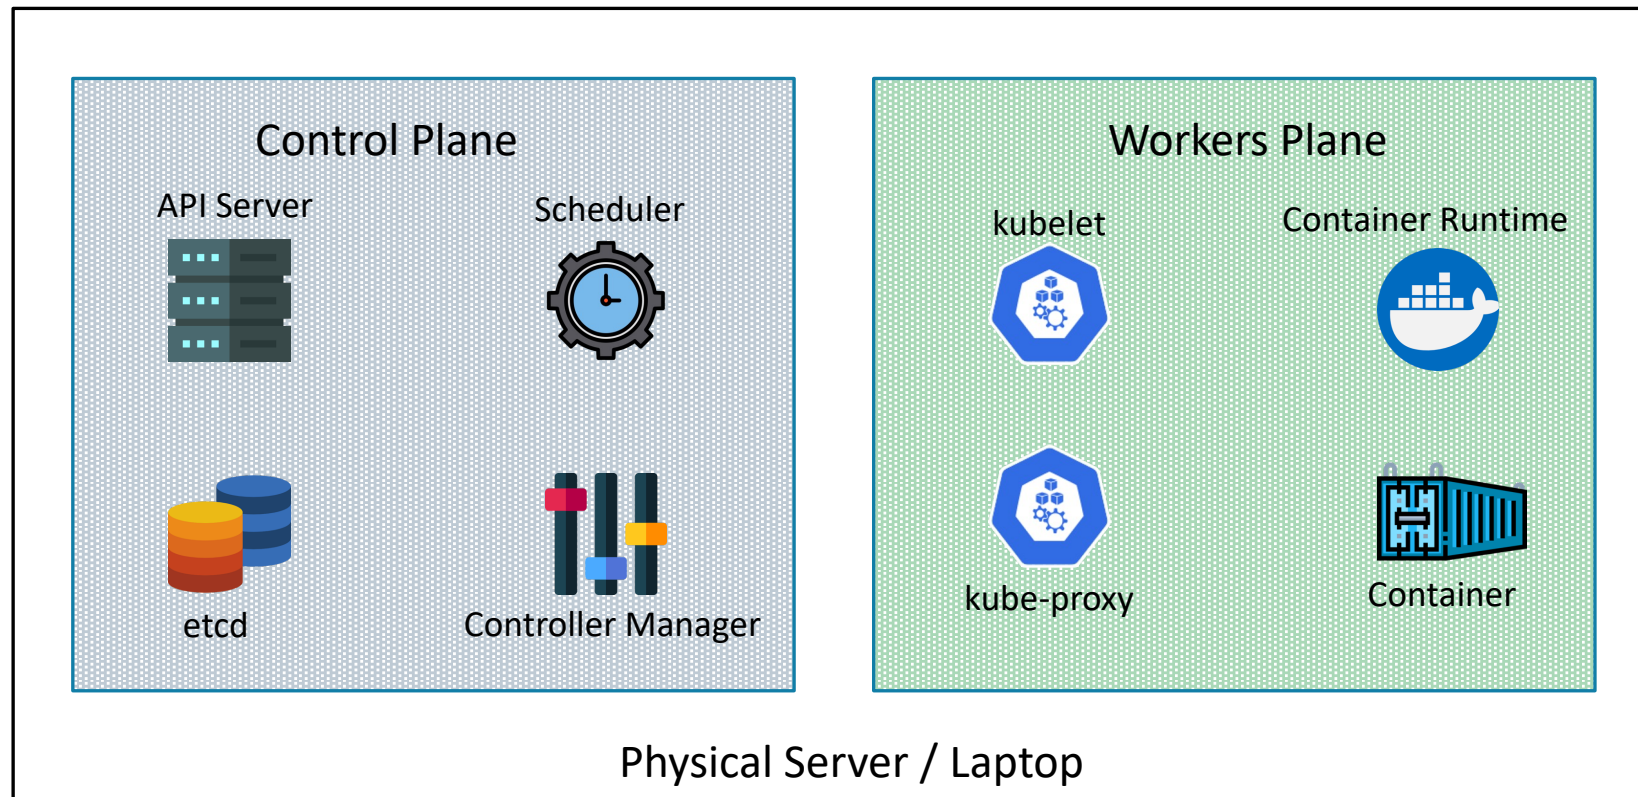 Control Plane
API Server
Scheduler
etcd
Controller Manager
Workers Plane
kubelet
Container Runtime
kube-proxy
Container
Physical Server / Laptop